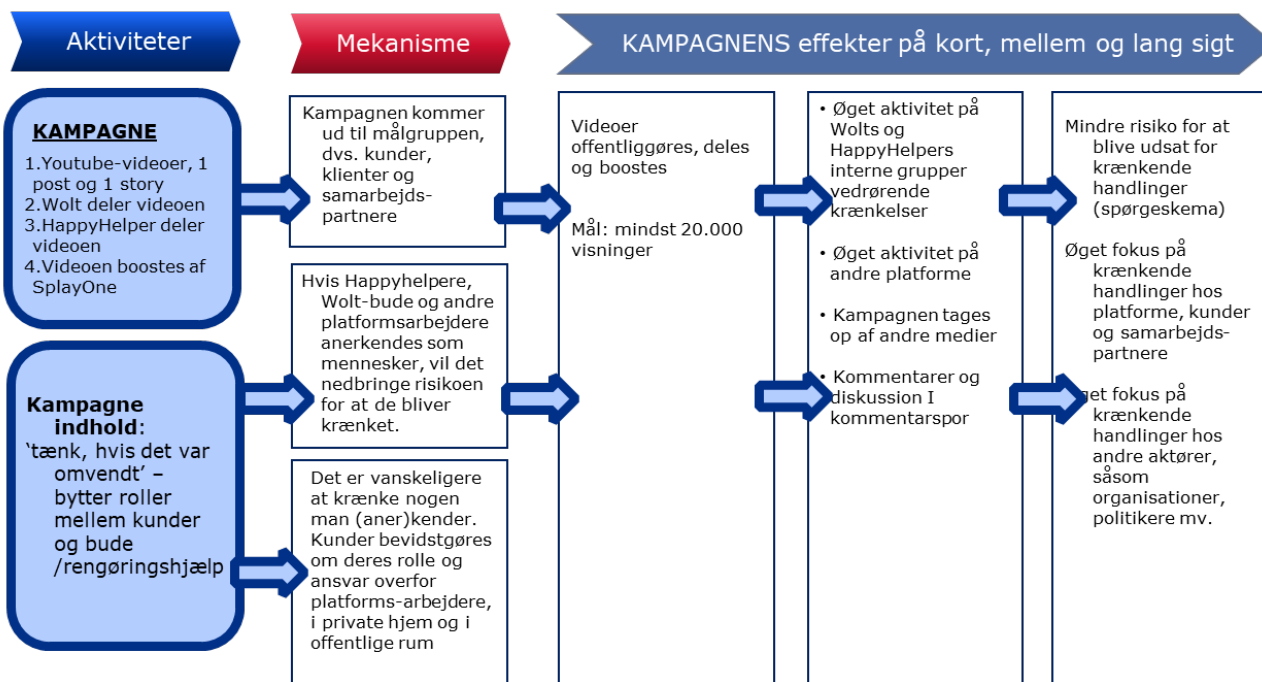 Aktiviteter
Mekanisme
KAMPAGNENS effekter på kort, mellem og lang sigt
KAMPAGNE
1.Youtube-videoer, 1
post og 1 story
2.Wolt deler videoen
3.HappyHelper deler
videoen
4.Videoen boostes af
SplayOne
Kampagne
indhold:
‘tænk, hvis det var
omvendt’ –
bytter roller
mellem kunder
og bude
/rengøringshjælp
Kampagnen kommer
ud til målgruppen,
dvs. kunder,
klienter og
samarbejds-
partnere
Hvis Happyhelpere,
Wolt-bude og andre
platformsarbejdere
anerkendes som
mennesker, vil det
nedbringe risikoen
for at de bliver
krænket.
Det er vanskeligere
at krænke nogen
man (aner)kender.
Kunder bevidstgøres
om deres rolle og
ansvar overfor
platforms-arbejdere,
i private hjem og i
offentlige rum
Videoer
offentliggøres, deles
og boostes
Mål: mindst 20.000
visninger
• Øget aktivitet på
Wolts og
HappyHelpers
interne grupper
vedrørende
krænkelser
• Øget aktivitet på
andre platforme
• Kampagnen tages
op af andre medier
• Kommentarer og
diskussion I
kommentarspor
Mindre risiko for at
blive udsat for
krænkende
handlinger
(spørgeskema)
Øget fokus på
krænkende
handlinger hos
platforme, kunder
og samarbejds-
partnere
get fokus på
krænkende
handlinger hos
andre aktører,
såsom
organisationer,
politikere mv.